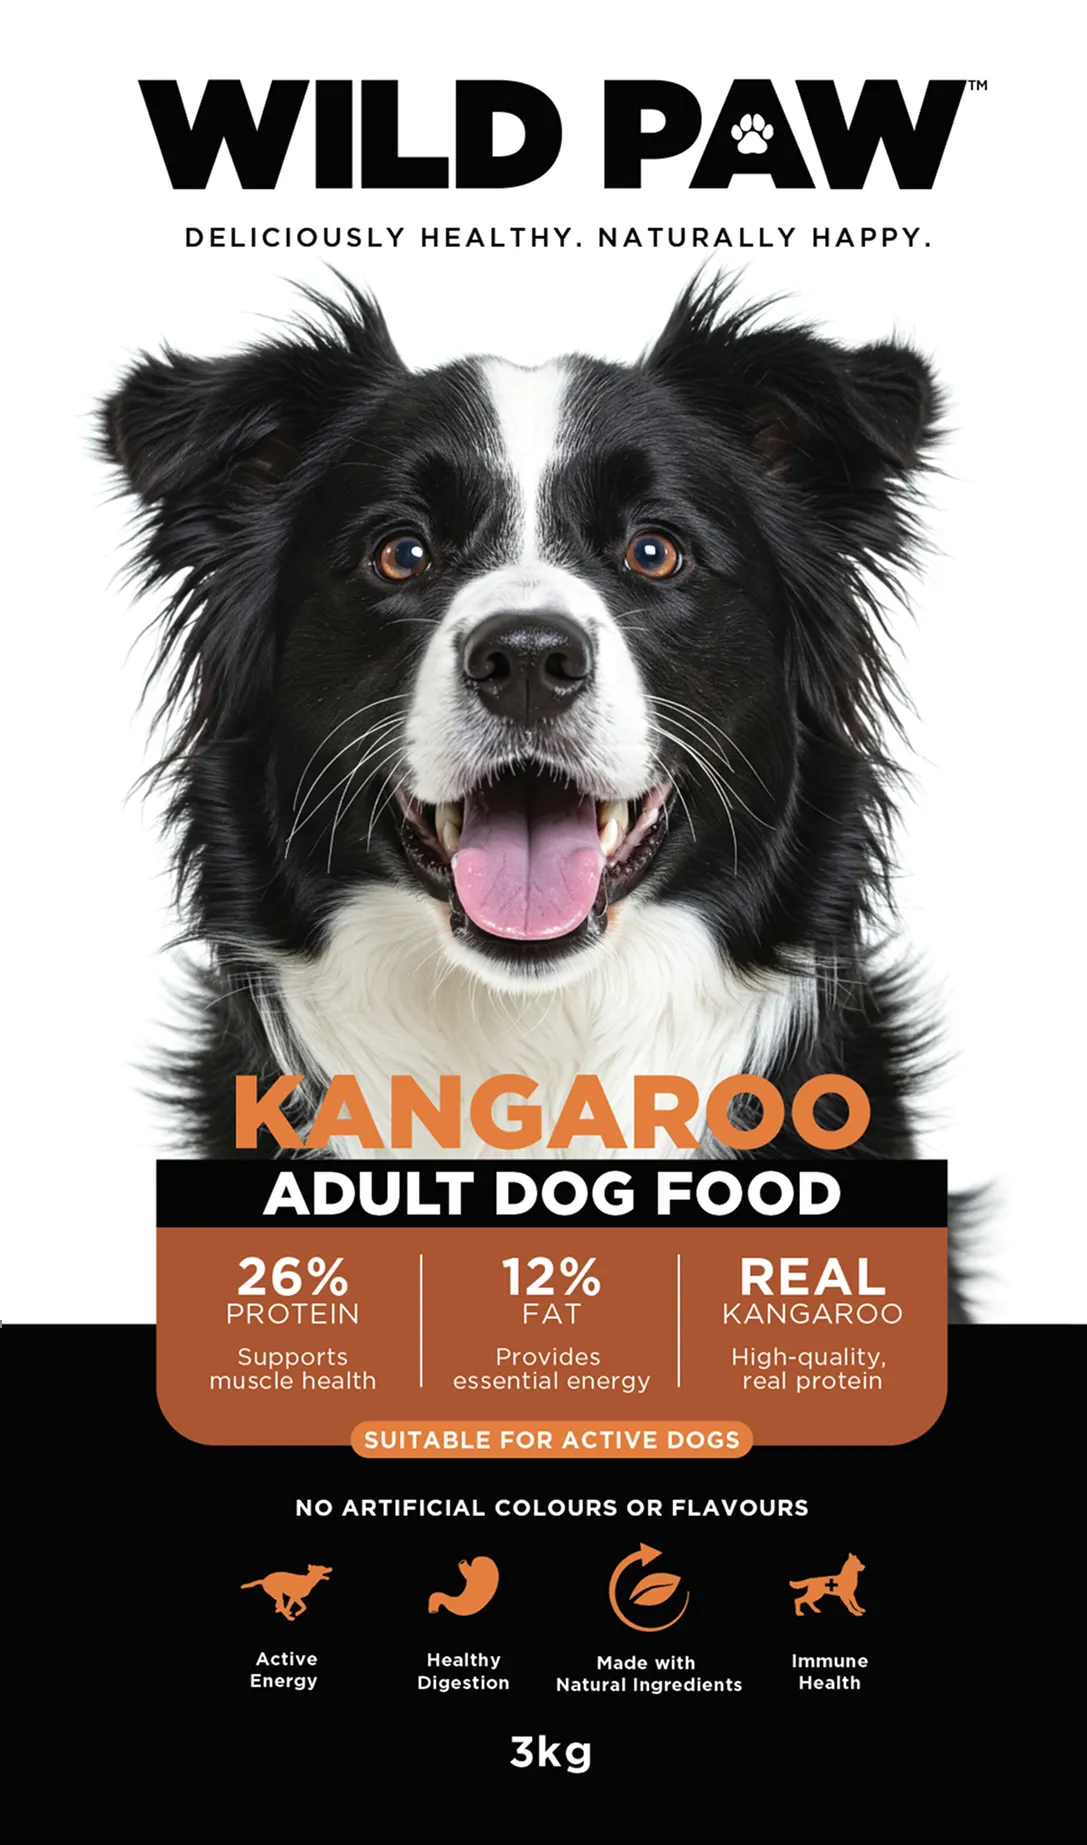 WILD PAW™
DELICIOUSLY HEALTHY. NATURALLY HAPPY.
KANGAROO
ADULT DOG FOOD
26%
PROTEIN
Supports
muscle health
12%
FAT
Provides
essential energy
REAL
KANGAROO
High-quality,
real protein
SUITABLE FOR ACTIVE DOGS
NO ARTIFICIAL COLOURS OR FLAVOURS
Active
Energy
Healthy
Digestion
Made with
Natural Ingredients
Immune
Health
3kg